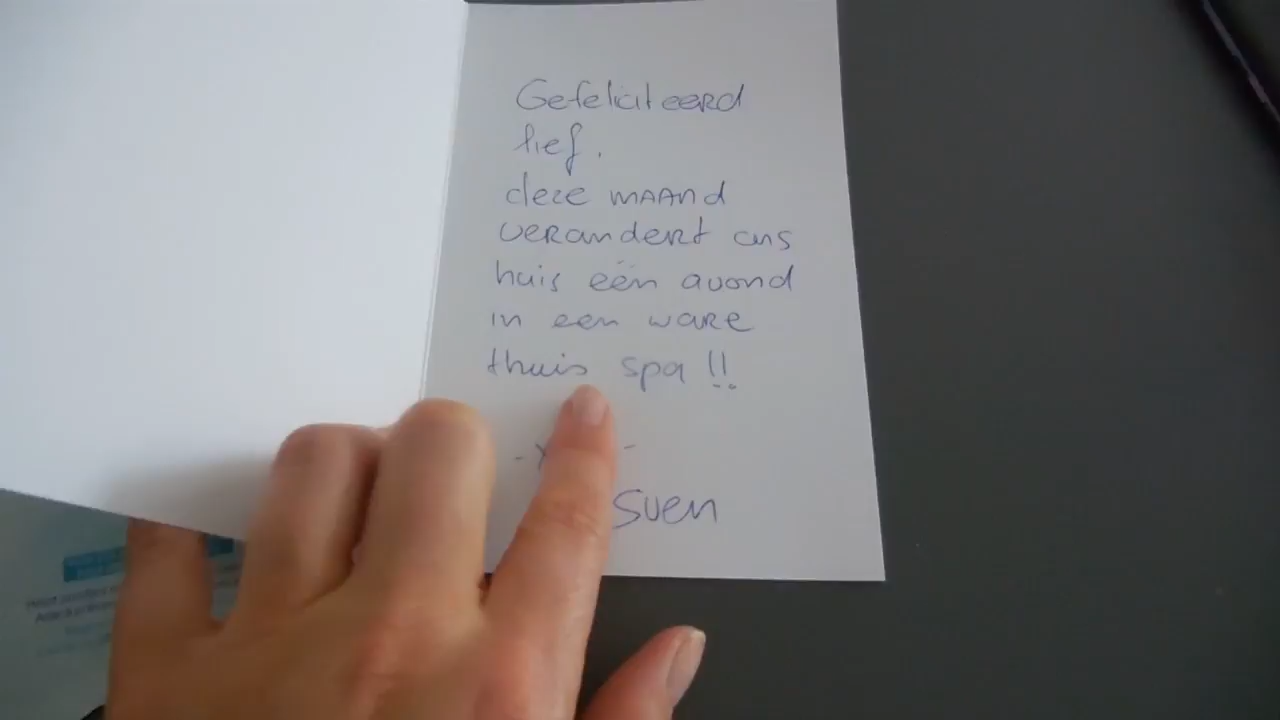 Gefeliciteerd
lief.
deze maand
verandert ons
huis één avond
in een ware
thuis spa !!
Sven